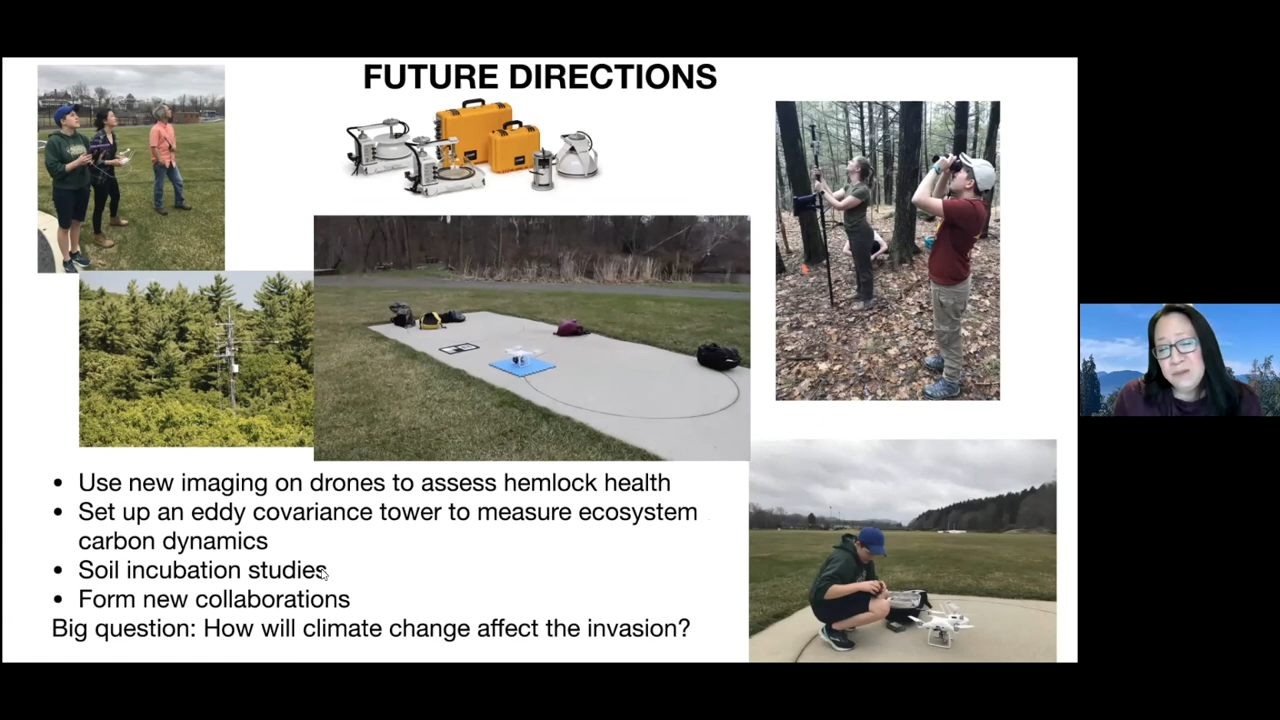 FUTURE DIRECTIONS
• Use new imaging on drones to assess hemlock health
• Set up an eddy covariance tower to measure ecosystem
carbon dynamics
• Soil incubation studies
• Form new collaborations
Big question: How will climate change affect the invasion?